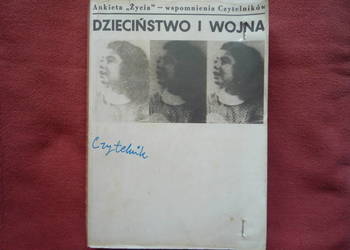 Ankieta „Życia” – wspomnienia Czytelników
DZIECIŃSTWO I WOJNA
Czytelnik